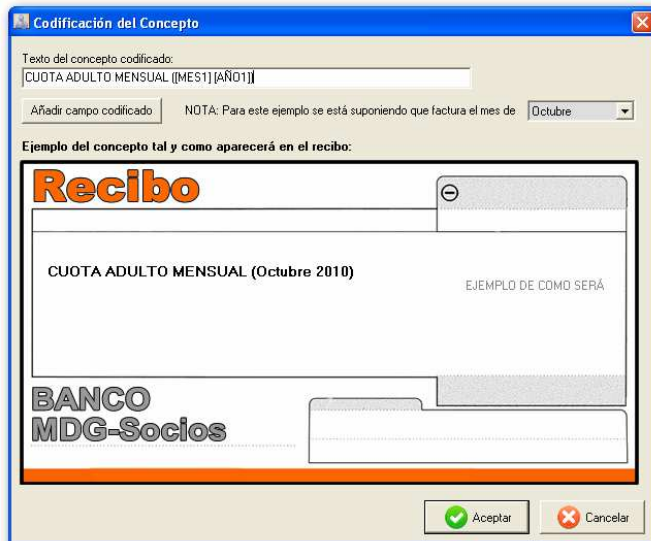 Codificación del Concepto
Texto del concepto codificado:
CUOTA ADULTO MENSUAL ([MES1] [AÑO1])
Añadir campo codificado
NOTA: Para este ejemplo se está suponiendo que factura el mes de
Octubre
Ejemplo del concepto tal y como aparecerá en el recibo:
Recibo
CUOTA ADULTO MENSUAL (Octubre 2010)
EJEMPLO DE COMO SERÁ
BANCO
MDG-Socios
Aceptar
Cancelar